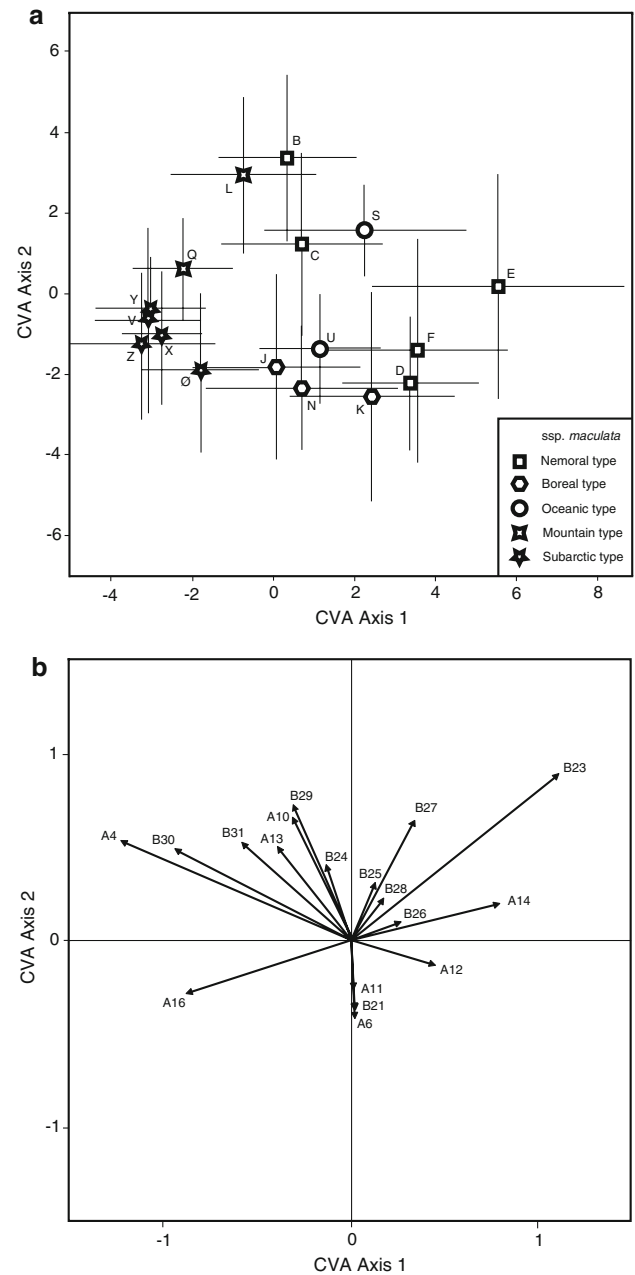 a
6
4
2
0
-2
-4
-6
CVA Axis 2
B
L
S
C
Q
E
Y
V
Z
X
Ø
U
F
J
D
N
K
ssp. maculata
Nemoral type
Boreal type
Oceanic type
Mountain type
Subarctic type
-4 -2 0 2 4 6 8
CVA Axis 1
b
1
0
-1
CVA Axis 2
B23
B29
B27
A10
A4
B30
B31
A13
B24
B25
B28
A14
B26
A12
A11
A16
B21
A6
-1 0 1
CVA Axis 1